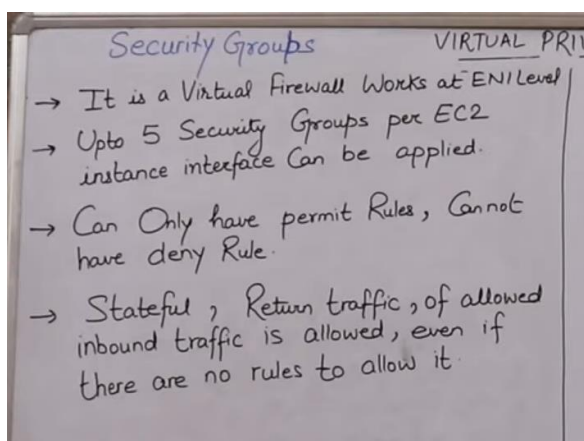 Security Groups
VIRTUAL PRIV
→ It is a Virtual Firewall Works at ENI Level
→ Upto 5 Security Groups per EC2
instance interface Can be applied.
→ Can Only have permit Rules, Cannot
have deny Rule.
→ Stateful, Return traffic, of allowed
inbound traffic is allowed, even if
there are no rules to allow it.